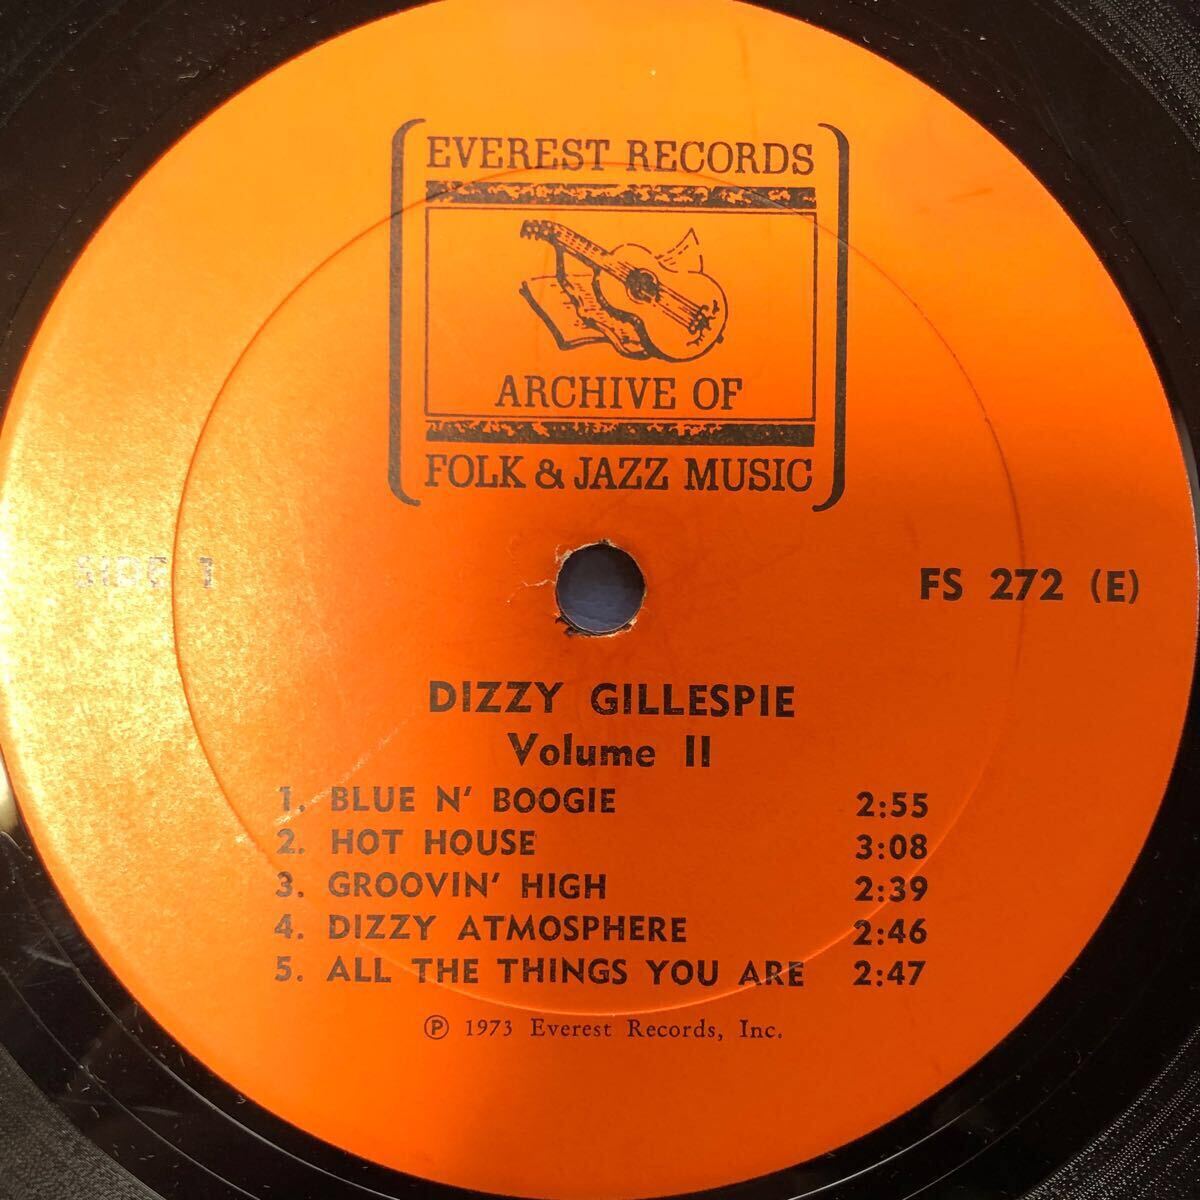 EVEREST RECORDS
ARCHIVE OF
FOLK & JAZZ MUSIC
SIDE 1
FS 272 (E)
DIZZY GILLESPIE
Volume II
1. BLUE N' BOOGIE 2:55
2. HOT HOUSE 3:08
3. GROOVIN' HIGH 2:39
4. DIZZY ATMOSPHERE 2:46
5. ALL THE THINGS YOU ARE 2:47
℗ 1973 Everest Records, Inc.